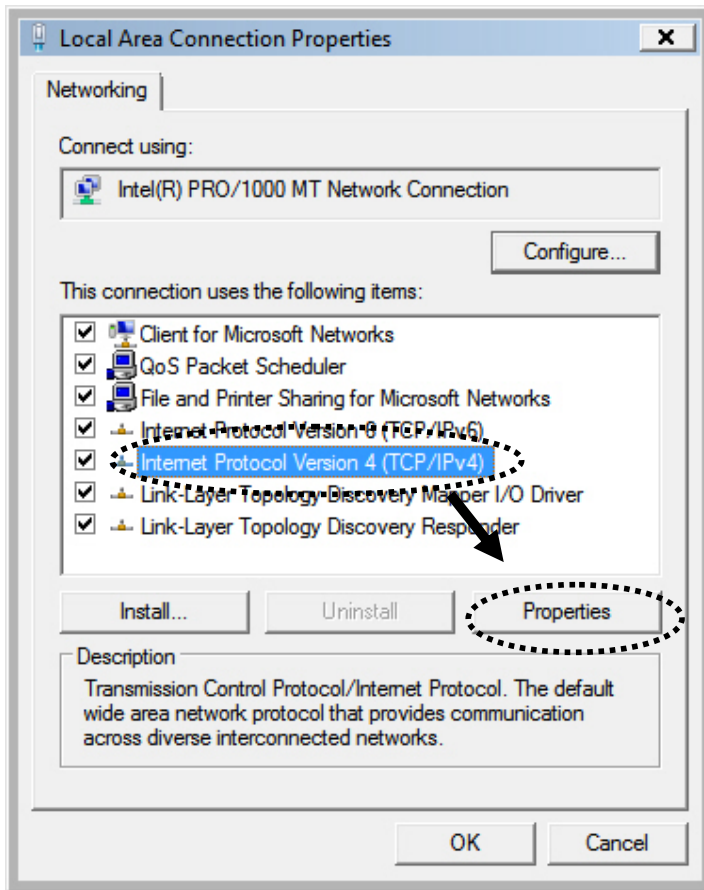 Local Area Connection Properties
Networking
Connect using:
Intel(R) PRO/1000 MT Network Connection
Configure...
This connection uses the following items:
Client for Microsoft Networks
QoS Packet Scheduler
File and Printer Sharing for Microsoft Networks
Internet Protocol Version 6 (TCP/IPv6)
Internet Protocol Version 4 (TCP/IPv4)
Link-Layer Topology Discovery Mapper I/O Driver
Link-Layer Topology Discovery Responder
Install...
Uninstall
Properties
Description
Transmission Control Protocol/Internet Protocol. The default
wide area network protocol that provides communication
across diverse interconnected networks.
OK
Cancel